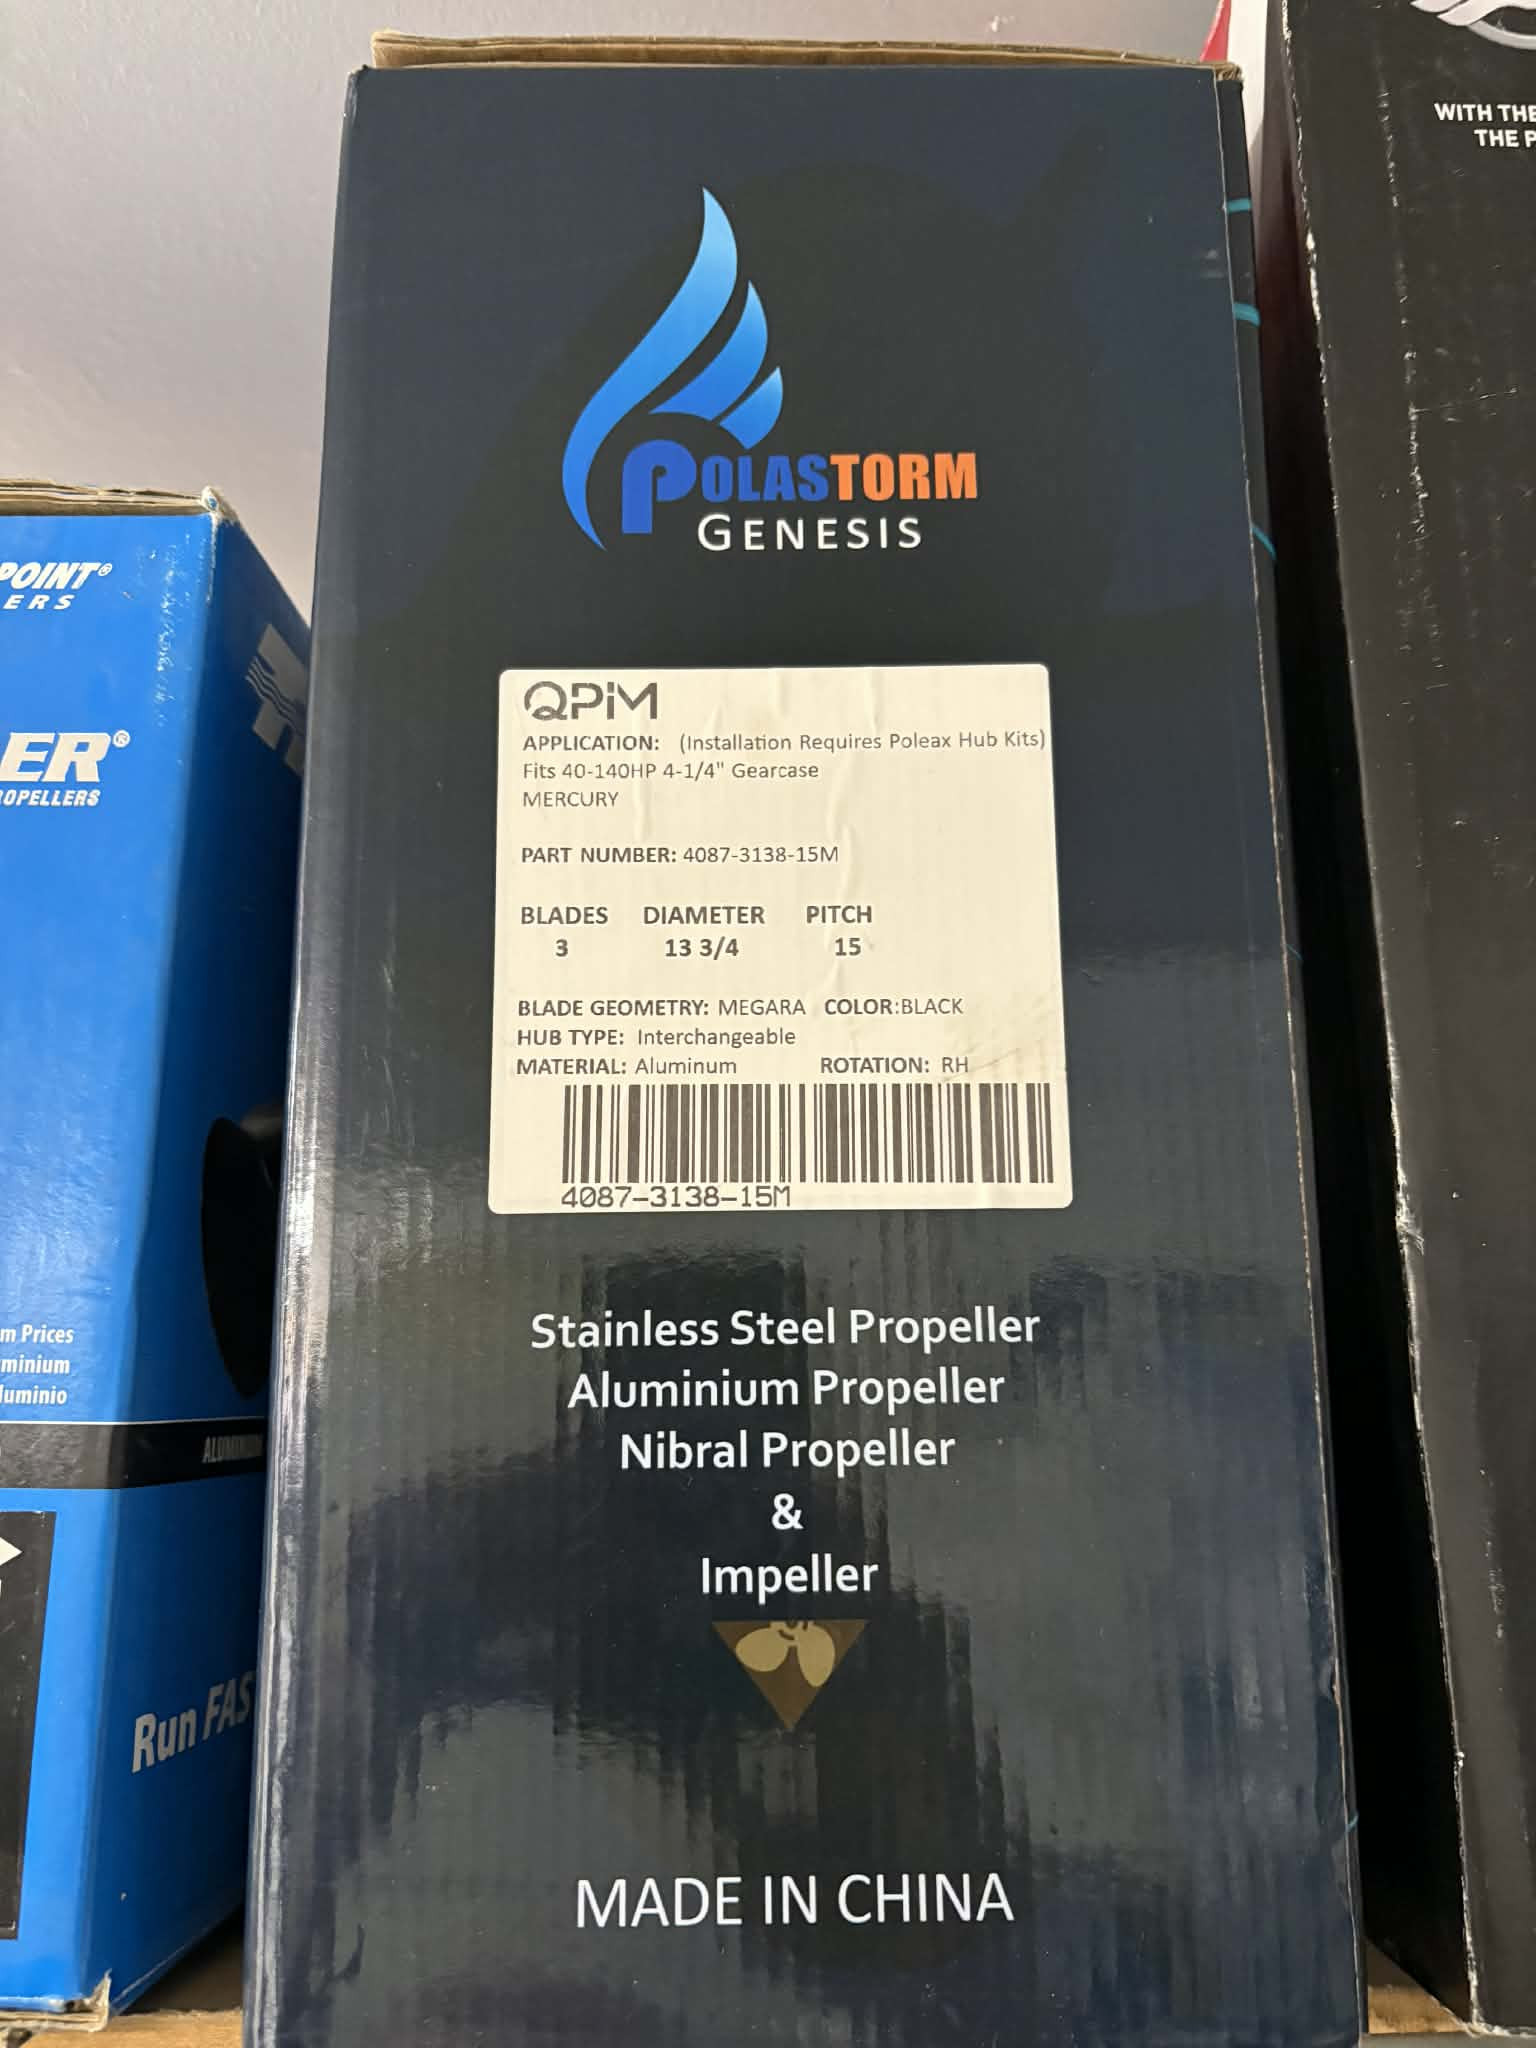 POLASTORM
GENESIS
QPiM
APPLICATION: (Installation Requires Poleax Hub Kits)
Fits 40-140HP 4-1/4" Gearcase
MERCURY
PART NUMBER: 4087-3138-15M
BLADES DIAMETER PITCH
3 13 3/4 15
BLADE GEOMETRY: MEGARA COLOR:BLACK
HUB TYPE: Interchangeable
MATERIAL: Aluminum ROTATION: RH
4087-3138-15M
Stainless Steel Propeller
Aluminium Propeller
Nibral Propeller
&
Impeller
MADE IN CHINA
POINT®
ERS
ER®
OPELLERS
m Prices
minium
luminio
ALUMINUM
Run FAS
WITH THE
THE P